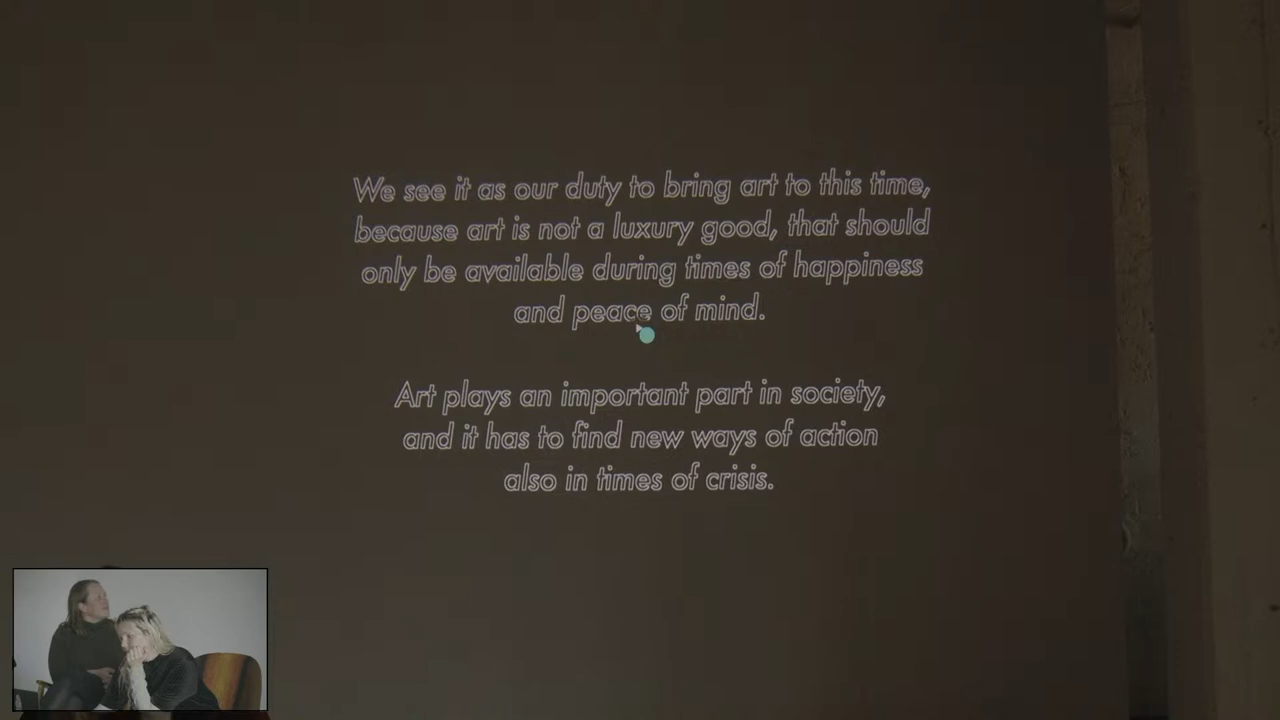 We see it as our duty to bring art to this time,
because art is not a luxury good, that should
only be available during times of happiness
and peace of mind.
Art plays an important part in society,
and it has to find new ways of action
also in times of crisis.